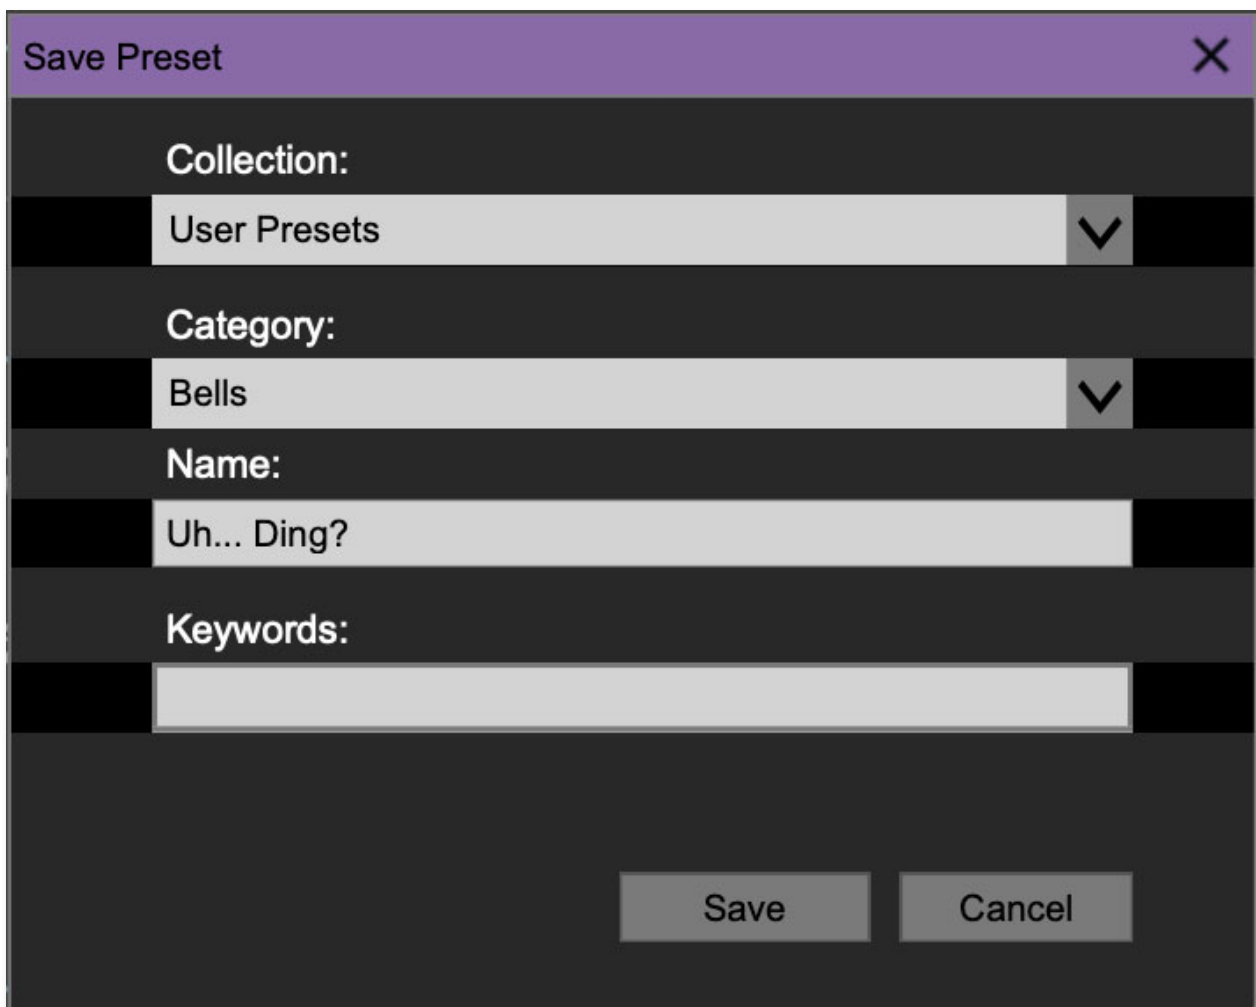 Save Preset
Collection:
User Presets
Category:
Bells
Name:
Uh... Ding?
Keywords:
Save Cancel